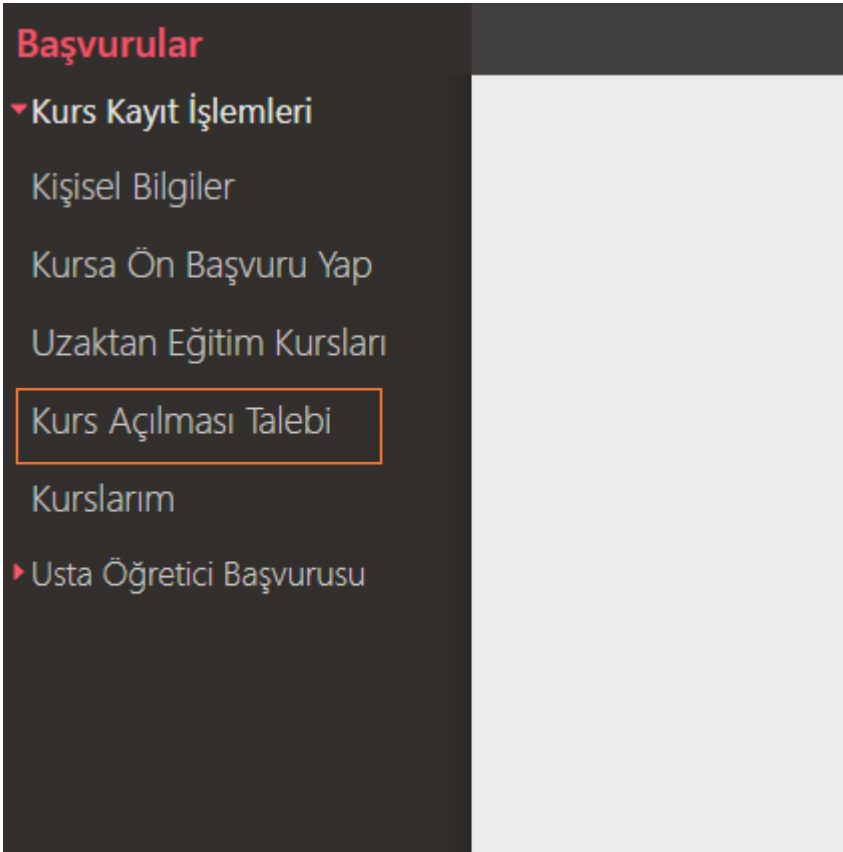 Başvurular
Kurs Kayıt İşlemleri
Kişisel Bilgiler
Kursa Ön Başvuru Yap
Uzaktan Eğitim Kursları
Kurs Açılması Talebi
Kurslarım
Usta Öğretici Başvurusu